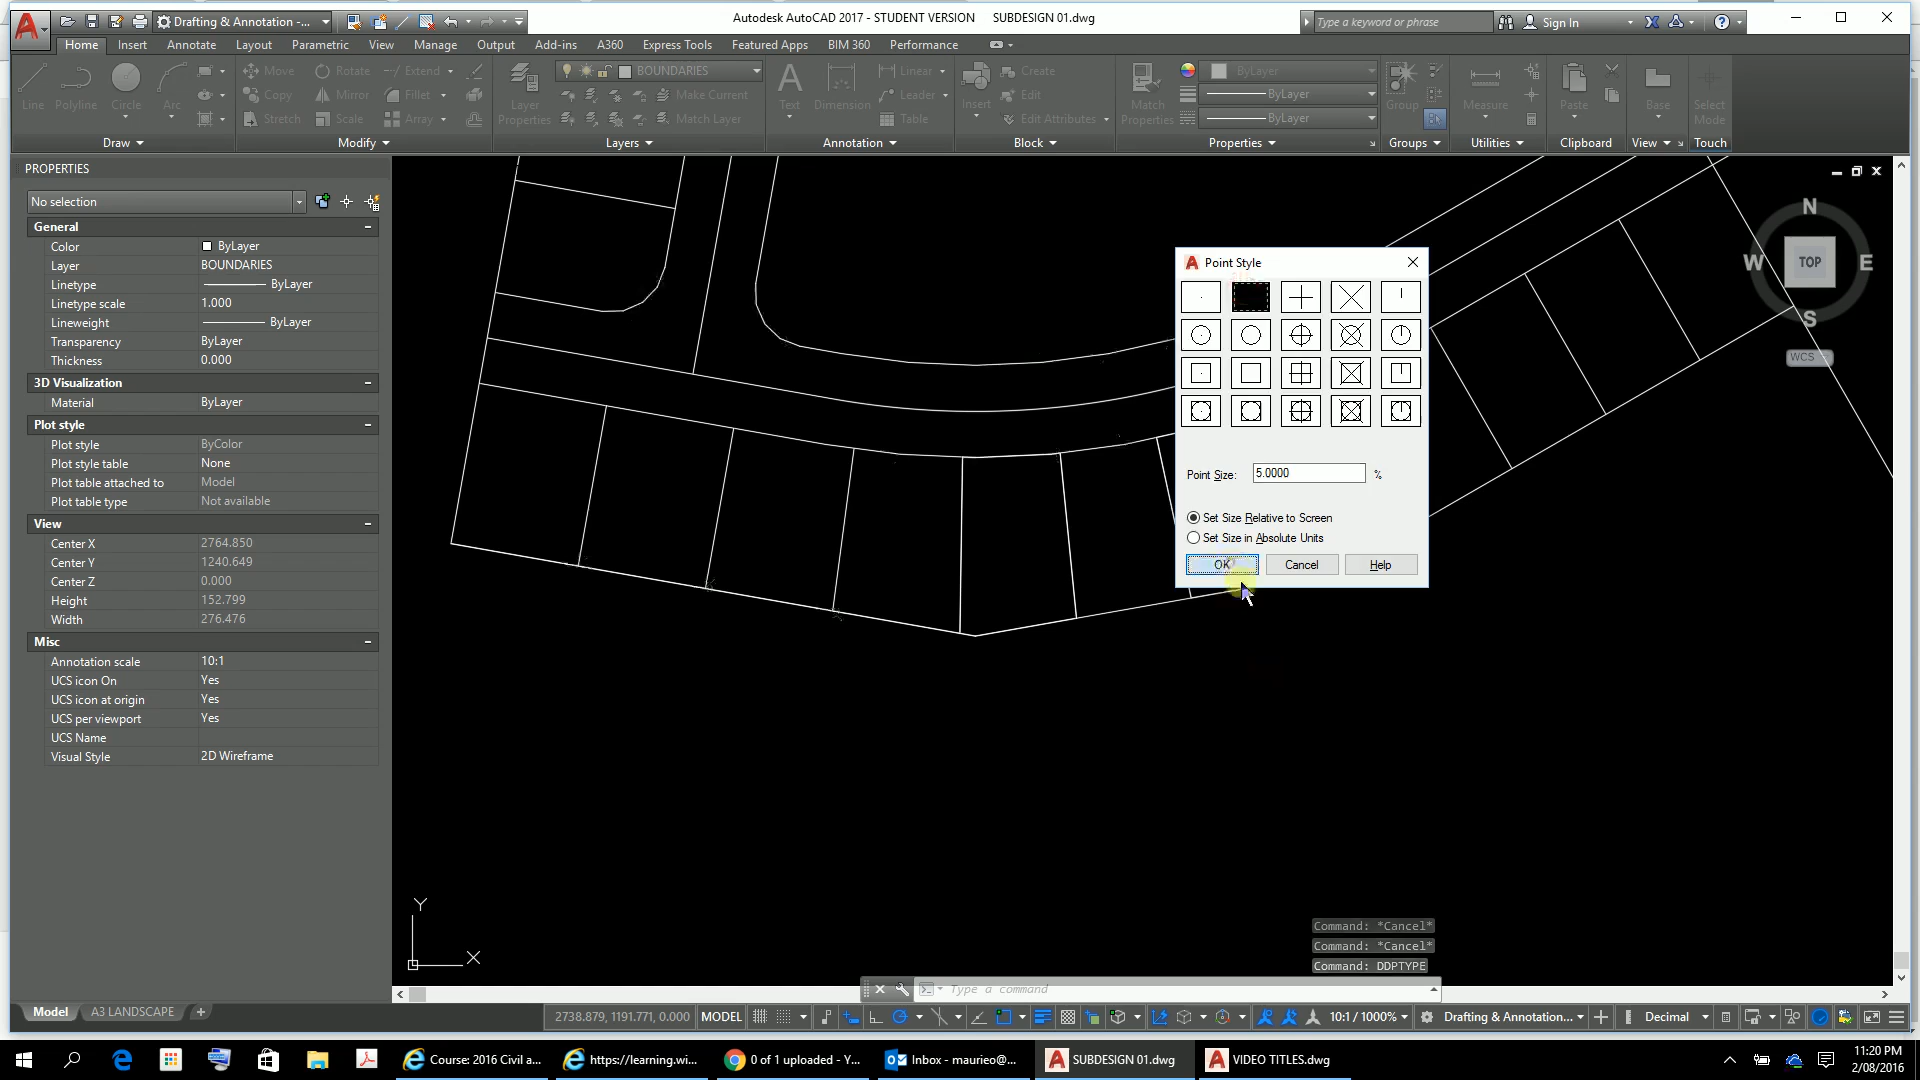 Drafting & Annotation -...
Autodesk AutoCAD 2017 - STUDENT VERSION SUBDESIGN 01.dwg
Type a keyword or phrase
Sign In
Home Insert Annotate Layout Parametric View Manage Output Add-ins A360 Express Tools Featured Apps BIM 360 Performance
Line Polyline Circle Arc
Move Rotate Extend
Copy Mirror Fillet
Stretch Scale Array
Layer Properties
BOUNDARIES
Make Current
Match Layer
Text Dimension
Linear
Leader
Table
Insert
Create
Edit
Edit Attributes
Match Properties
ByLayer
ByLayer
ByLayer
Group
Measure
Paste
Base
Select Mode
Draw Modify Layers Annotation Block Properties Groups Utilities Clipboard View Touch
PROPERTIES
No selection
General
Color ByLayer
Layer BOUNDARIES
Linetype ByLayer
Linetype scale 1.000
Lineweight ByLayer
Transparency ByLayer
Thickness 0.000
3D Visualization
Material ByLayer
Plot style
Plot style ByColor
Plot style table None
Plot table attached to Model
Plot table type Not available
View
Center X 2764.850
Center Y 1240.649
Center Z 0.000
Height 152.799
Width 276.476
Misc
Annotation scale 10:1
UCS icon On Yes
UCS icon at origin Yes
UCS per viewport Yes
UCS Name
Visual Style 2D Wireframe
N
W TOP E
S
WCS
Point Style
Point Size: 5.0000 %
Set Size Relative to Screen
Set Size in Absolute Units
OK Cancel Help
Y
X
Command: *Cancel*
Command: *Cancel*
Command: DDPTYPE
Type a command
Model A3 LANDSCAPE +
2738.879, 1191.771, 0.000 MODEL 10:1 / 1000% Drafting & Annotation... Decimal
Course: 2016 Civil a...
https://learning.wi...
0 of 1 uploaded - Y...
Inbox - maurieo@...
SUBDESIGN 01.dwg
VIDEO TITLES.dwg
11:20 PM
2/08/2016